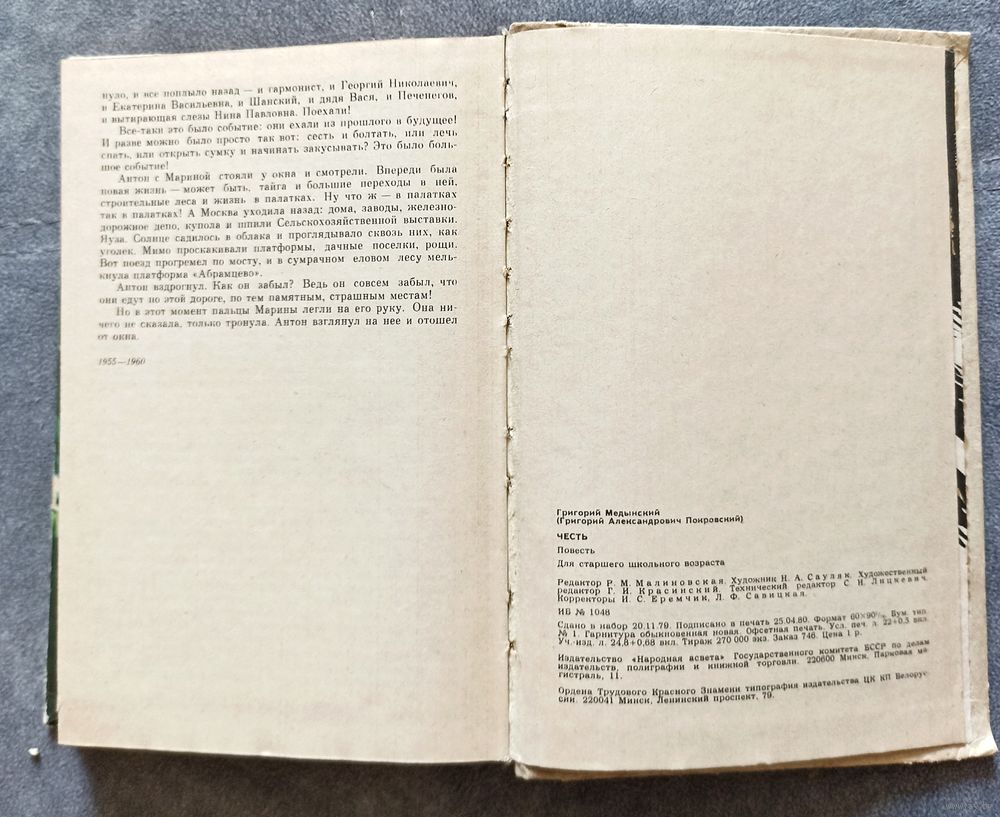 нуло, и все поплыло назад — и гармонист, и Георгий Николаевич,
и Екатерина Васильевна, и Шанский, и дядя Вася, и Печенегов,
и вытирающая слезы Нина Павловна. Поехали!
Все-таки это было событие: они ехали из прошлого в будущее!
И разве можно было просто так вот: сесть и болтать, или лечь
спать, или открыть сумку и начинать закусывать? Это было боль-
шое событие!
Антон с Мариной стояли у окна и смотрели. Впереди была
новая жизнь — может быть, тайга и большие переходы в ней,
строительные леса и жизнь в палатках. Ну что ж — в палатках
так в палатках! А Москва уходила назад: дома, заводы, железно-
дорожное депо, купола и шпили Сельскохозяйственной выставки,
Яуза. Солнце садилось в облака и проглядывало сквозь них, как
уголек. Мимо проскакивали платформы, дачные поселки, рощи.
Вот поезд прогремел по мосту, и в сумрачном еловом лесу мель-
кнула платформа «Абрамцево».
Антон вздрогнул. Как он забыл? Ведь он совсем забыл, что
они едут по этой дороге, по тем памятным, страшным местам!
Но в этот момент пальцы Марины легли на его руку. Она ни-
чего не сказала, только тронула. Антон взглянул на нее и отошел
от окна.
1955—1960
Григорий Медынский
(Григорий Александрович Покровский)
ЧЕСТЬ
Повесть
Для старшего школьного возраста
Редактор Р. М. Малиновская. Художник Н. А. Сауляк. Художественный
редактор Г. И. Красинский. Технический редактор С. И. Лицкевич.
Корректоры И. С. Еремчик, Л. Ф. Савицкая.
ИБ № 1048
Сдано в набор 20.11.79. Подписано в печать 25.04.80. Формат 60×90¹/₁₆. Бум. тип.
№ 1. Гарнитура обыкновенная новая. Офсетная печать. Усл. печ. л. 22+0,5 вкл.
Уч.-изд. л. 24,8+0,68 вкл. Тираж 270 000 экз. Заказ 746. Цена 1 р.
Издательство «Народная асвета» Государственного комитета БССР по делам
издательств, полиграфии и книжной торговли. 220600 Минск, Парковая ма-
гистраль, 11.
Ордена Трудового Красного Знамени типография издательства ЦК КП Белорус-
сии. 220041 Минск, Ленинский проспект, 79.